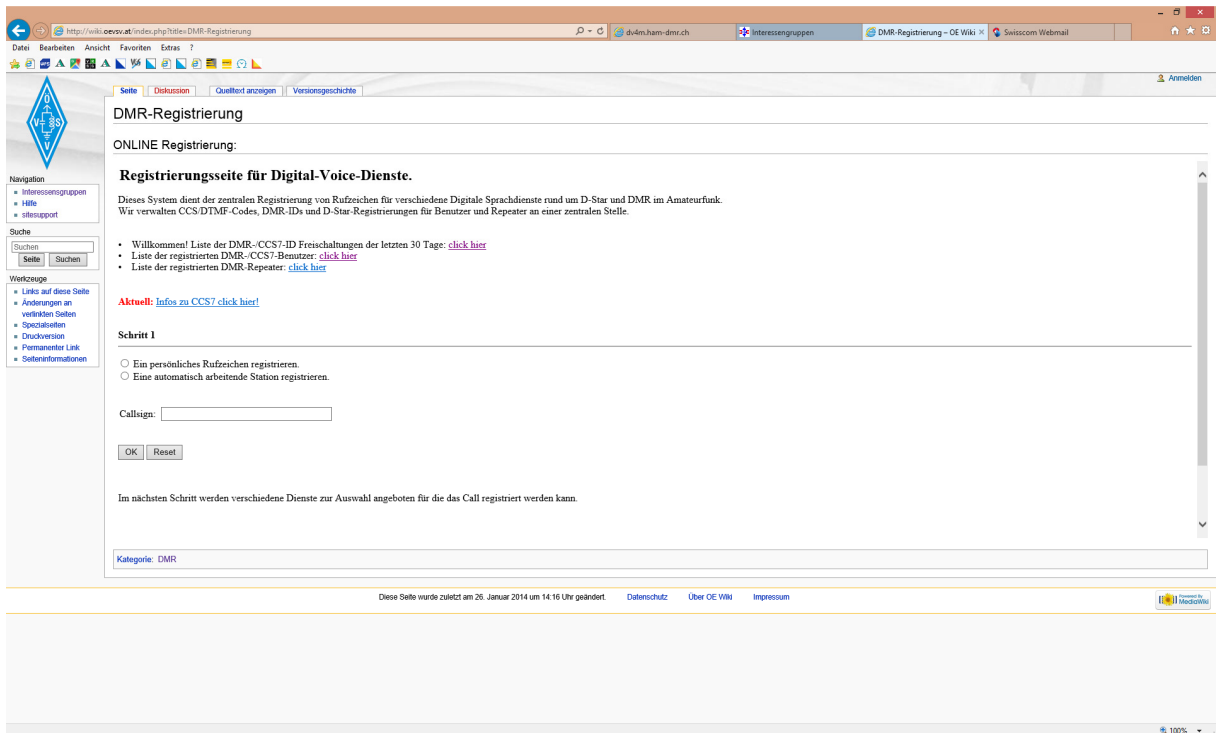 http://wiki.oevsv.at/index.php?title=DMR-Registrierung
dv4m.ham-dmr.ch
Interessengruppen
DMR-Registrierung – OE Wiki
Swisscom Webmail
Datei Bearbeiten Ansicht Favoriten Extras ?
Anmelden
Seite Diskussion Quelltext anzeigen Versionsgeschichte
Ö
V S
V
DMR-Registrierung
ONLINE Registrierung:
Navigation
Interessensgruppen
Hilfe
sitesupport
Suche
Suchen
Seite Suchen
Werkzeuge
Links auf diese Seite
Änderungen an
verlinkten Seiten
Spezialseiten
Druckversion
Permanenter Link
Seiteninformationen
Registrierungsseite für Digital-Voice-Dienste.
Dieses System dient der zentralen Registrierung von Rufzeichen für verschiedene Digitale Sprachdienste rund um D-Star und DMR im Amateurfunk.
Wir verwalten CCS/DTMF-Codes, DMR-IDs und D-Star-Registrierungen für Benutzer und Repeater an einer zentralen Stelle.
• Willkommen! Liste der DMR-/CCS7-ID Freischaltungen der letzten 30 Tage: click hier
• Liste der registrierten DMR-/CCS7-Benutzer: click hier
• Liste der registrierten DMR-Repeater: click hier
Aktuell: Infos zu CCS7 click hier!
Schritt 1
Ein persönliches Rufzeichen registrieren.
Eine automatisch arbeitende Station registrieren.
Callsign:
OK Reset
Im nächsten Schritt werden verschiedene Dienste zur Auswahl angeboten für die das Call registriert werden kann.
Kategorie: DMR
Diese Seite wurde zuletzt am 26. Januar 2014 um 14:16 Uhr geändert. Datenschutz Über OE Wiki Impressum
Powered By
MediaWiki
100%